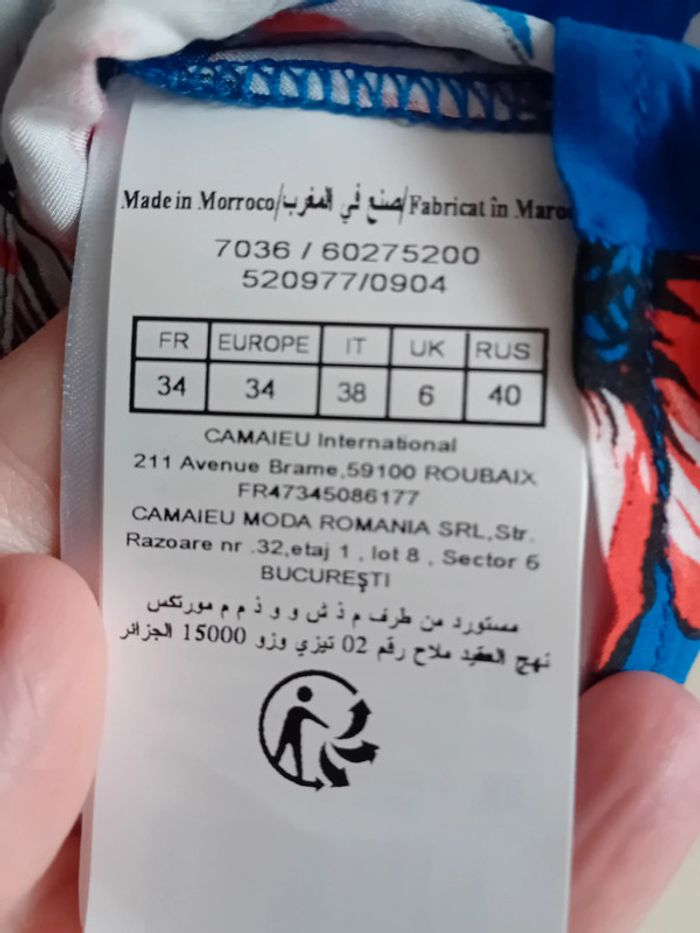 Made in Morroco/صنع في المغرب/Fabricat în Maroc
7036 / 60275200
520977/0904
FR EUROPE IT UK RUS
34 34 38 6 40
CAMAIEU International
211 Avenue Brame,59100 ROUBAIX
FR47345086177
CAMAIEU MODA ROMANIA SRL,Str.
Razoare nr .32,etaj 1 , lot 8 , Sector 6
BUCUREŞTI
مستورد من طرف م ذ ش و و ذ م م مورتكس
نهج العقيد ملاح رقم 02 تيزي وزو 15000 الجزائر